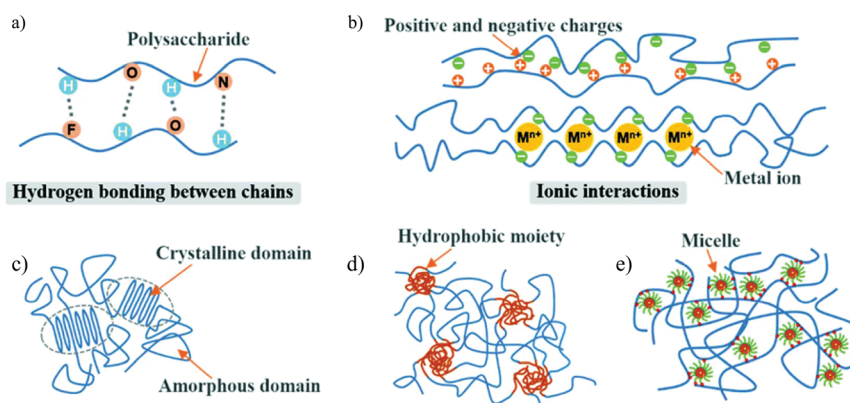 a)
Polysaccharide
H
O
H
N
F
H
O
H
Hydrogen bonding between chains
b)
Positive and negative charges
− − − − − −
+ + + + + + +
Mn+ Mn+ Mn+ Mn+
Metal ion
Ionic interactions
c)
Crystalline domain
Amorphous domain
d)
Hydrophobic moiety
e)
Micelle